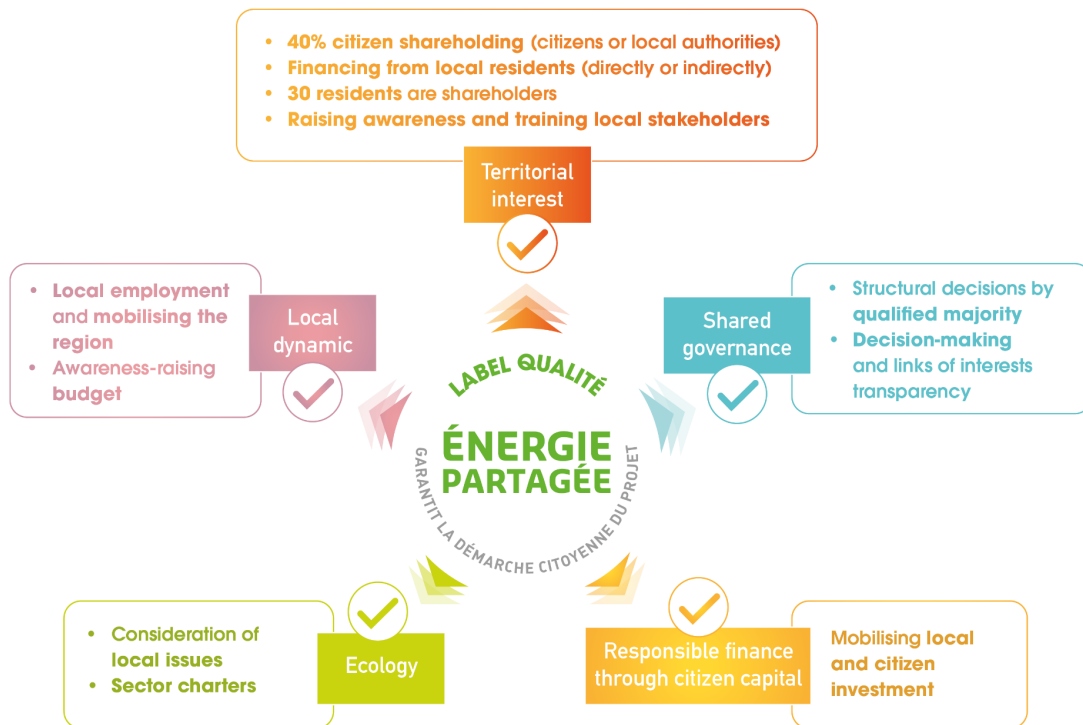 • 40% citizen shareholding (citizens or local authorities)
• Financing from local residents (directly or indirectly)
• 30 residents are shareholders
• Raising awareness and training local stakeholders
Territorial
interest
• Local employment
and mobilising the
region
• Awareness-raising
budget
Local
dynamic
Shared
governance
• Structural decisions by
qualified majority
• Decision-making
and links of interests
transparency
LABEL QUALITÉ
ÉNERGIE
PARTAGÉE
GARANTIT LA DÉMARCHE CITOYENNE DU PROJET
• Consideration of
local issues
• Sector charters
Ecology
Responsible finance
through citizen capital
Mobilising local
and citizen
investment